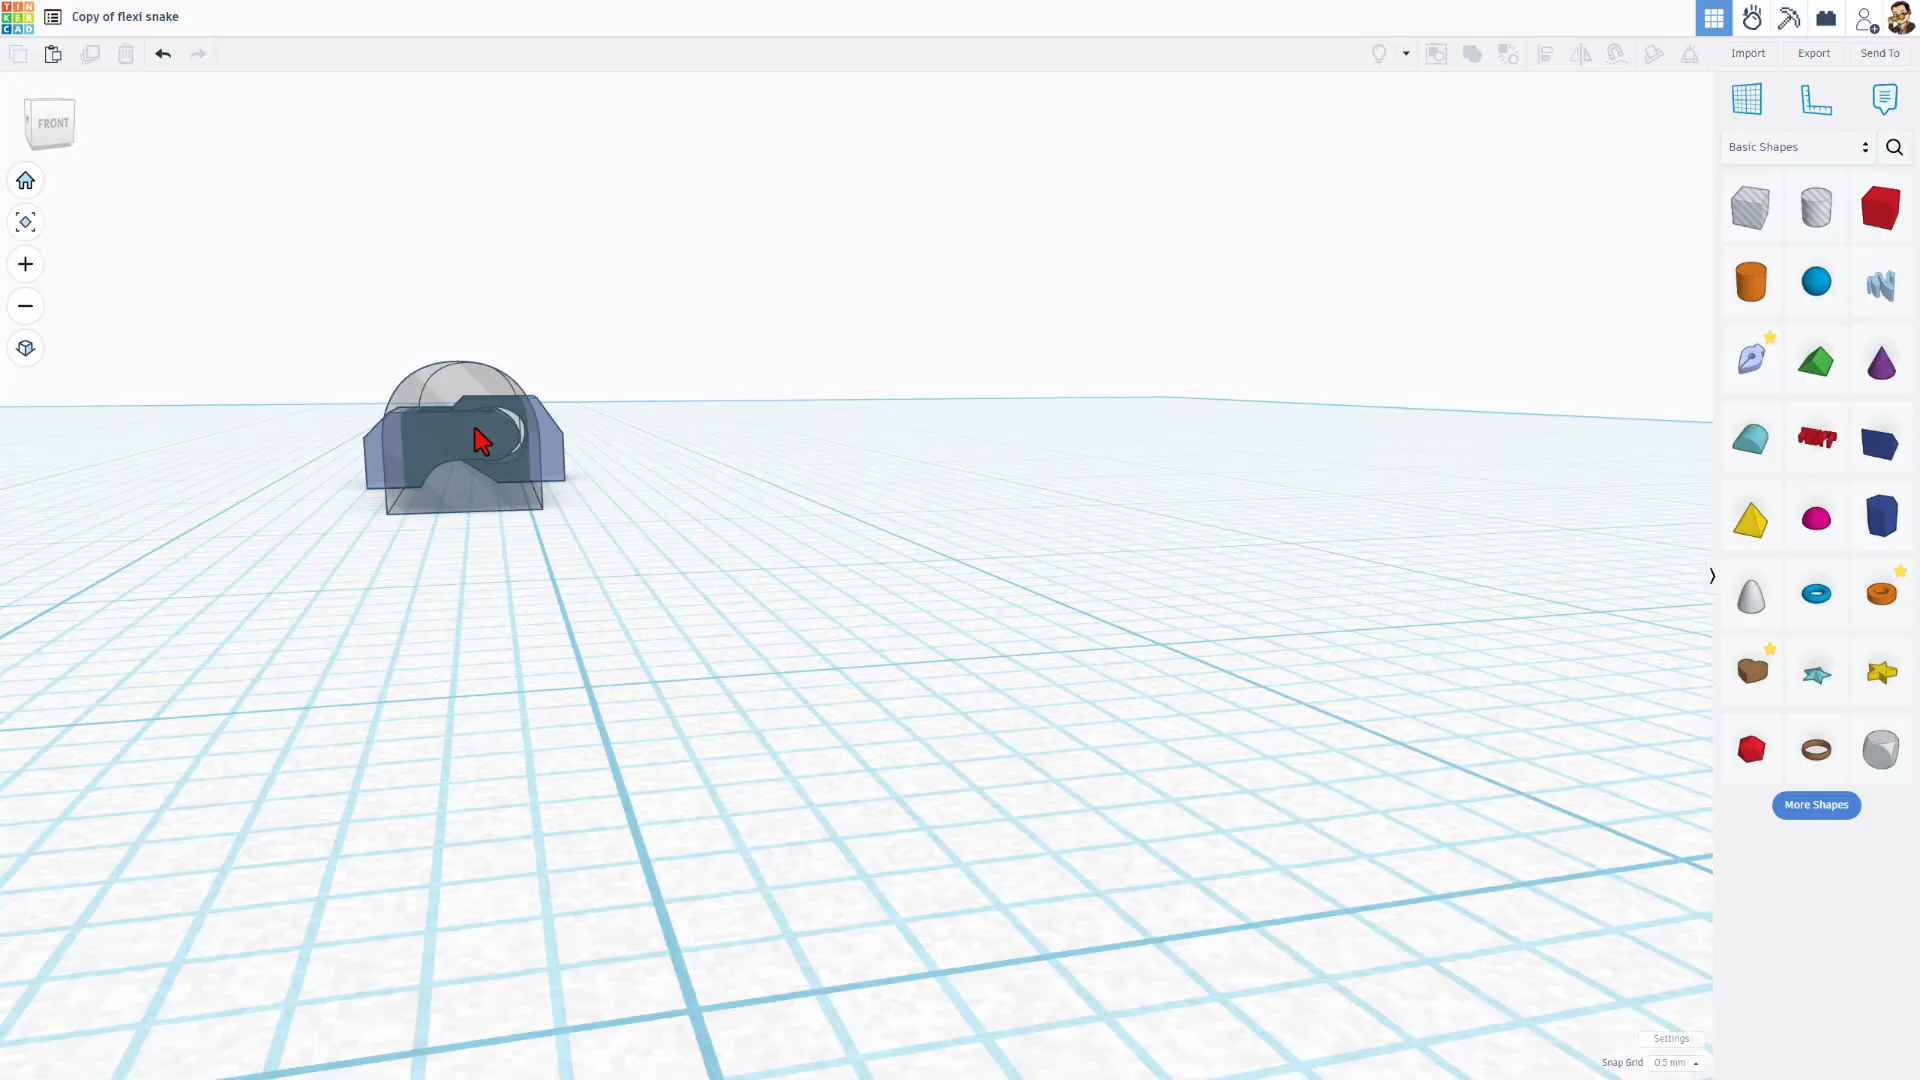 TIN
KER
CAD
Copy of flexi snake
Import
Export
Send To
FRONT
Basic Shapes
More Shapes
Settings
Snap Grid
0.5 mm